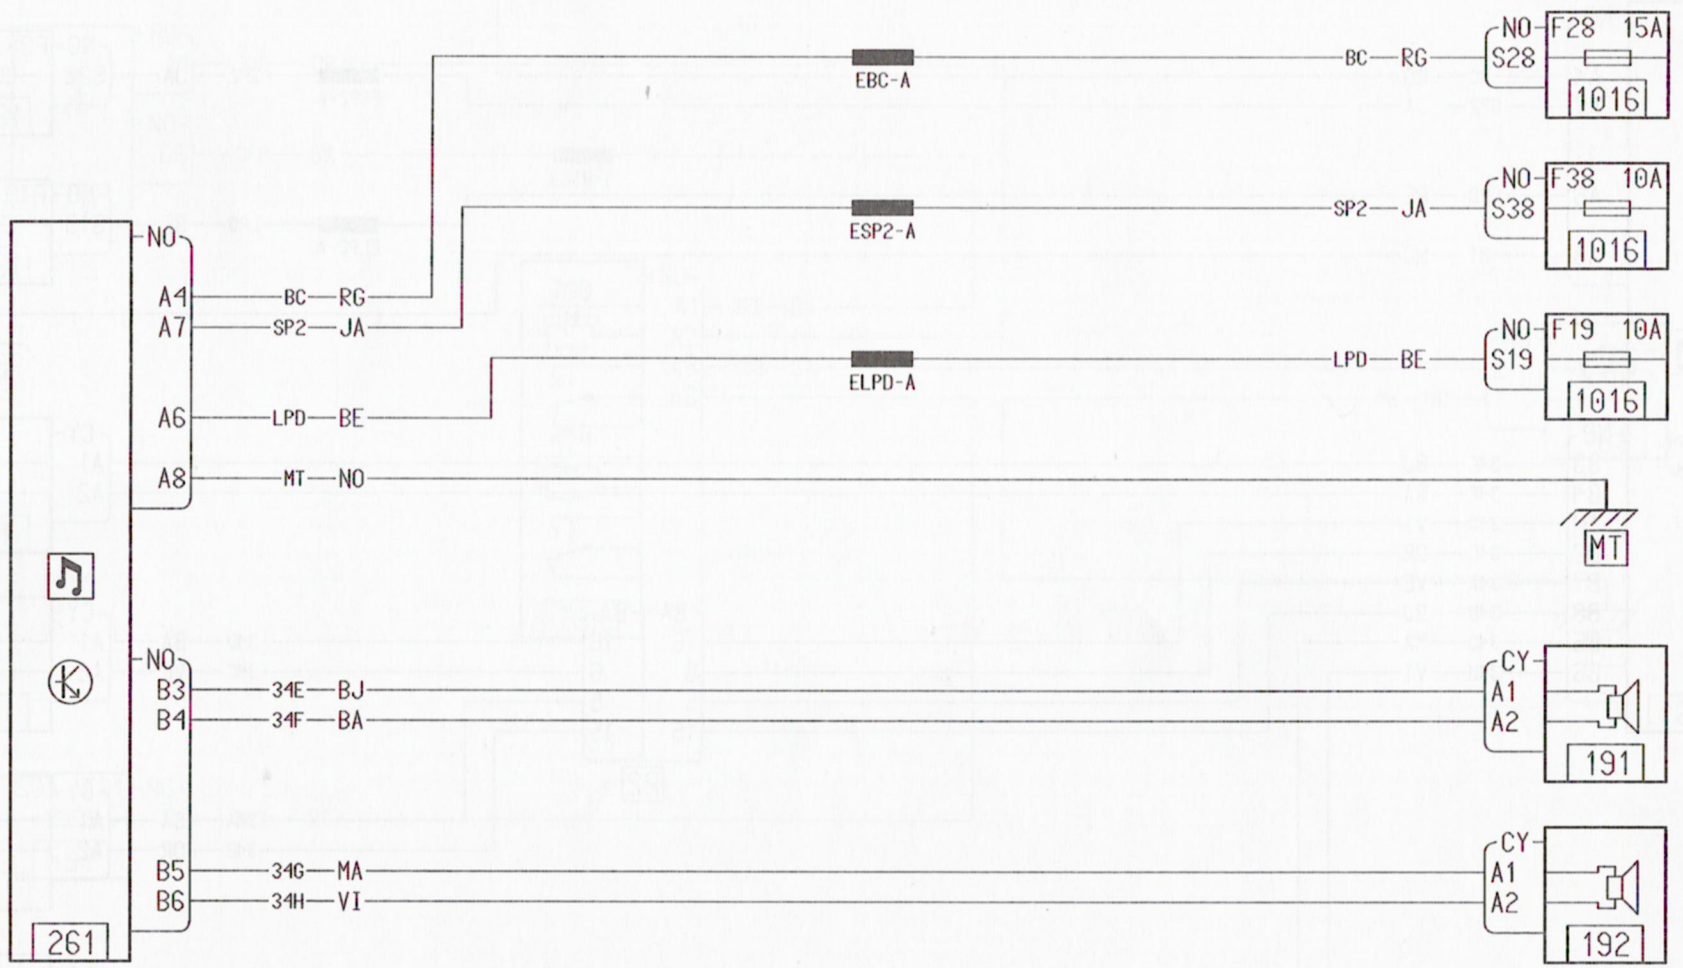 NO F28 15A
BC RG S28
EBC-A
1016
NO F38 10A
SP2 JA S38
ESP2-A
1016
NO
A4 BC RG
A7 SP2 JA
NO F19 10A
LPD BE S19
ELPD-A
1016
A6 LPD BE
A8 MT NO
MT
NO
B3 34E BJ
B4 34F BA
CY
A1
A2
191
B5 34G MA
B6 34H VI
CY
A1
A2
261
192